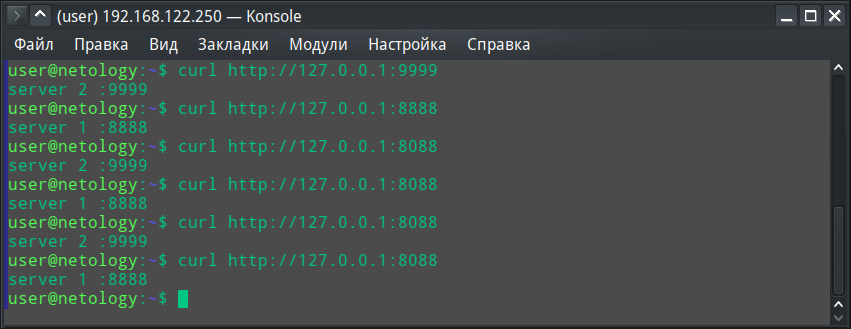 (user) 192.168.122.250 — Konsole
Файл Правка Вид Закладки Модули Настройка Справка
user@netology:~$ curl http://127.0.0.1:9999
server 2 :9999
user@netology:~$ curl http://127.0.0.1:8888
server 1 :8888
user@netology:~$ curl http://127.0.0.1:8088
server 2 :9999
user@netology:~$ curl http://127.0.0.1:8088
server 1 :8888
user@netology:~$ curl http://127.0.0.1:8088
server 2 :9999
user@netology:~$ curl http://127.0.0.1:8088
server 1 :8888
user@netology:~$